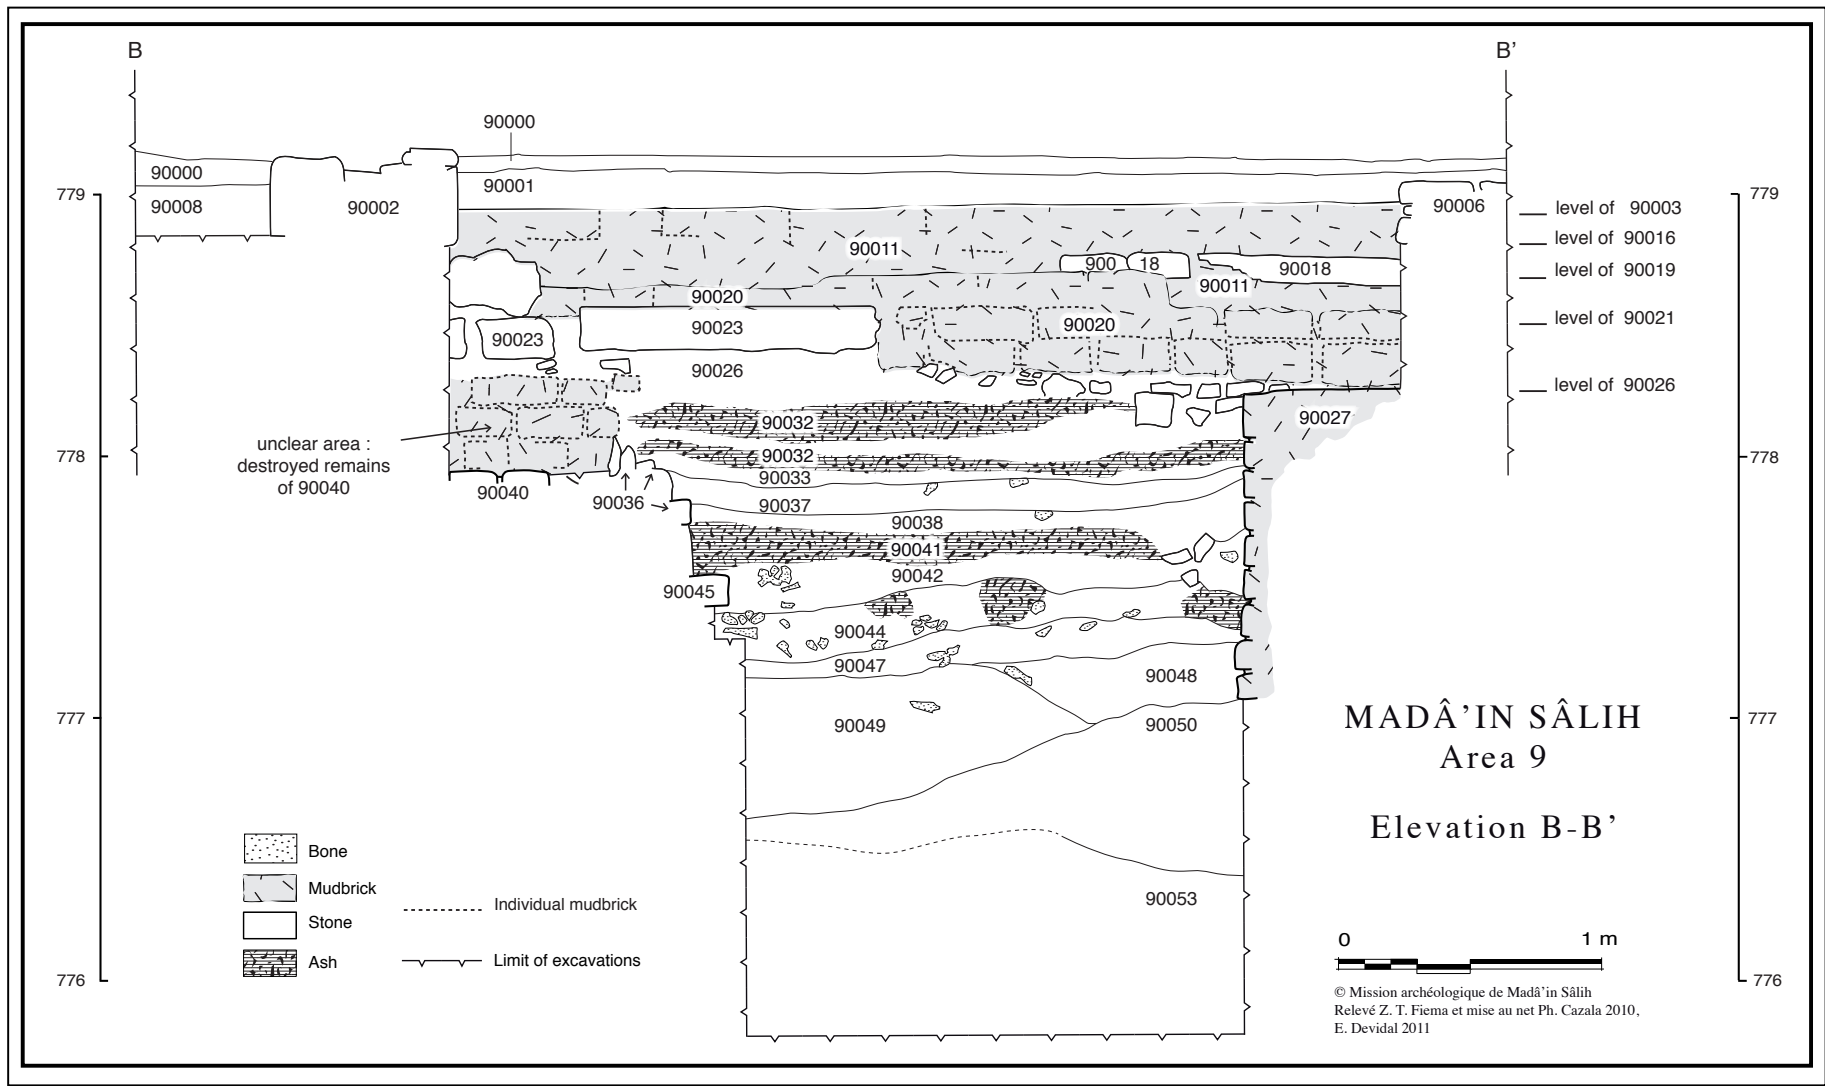 B
B’
90000
90000
90001
779
779
90008
90002
90006
level of 90003
90011
level of 90016
900
18
90018
level of 90019
90011
90020
90023
90020
level of 90021
90023
90026
level of 90026
90032
90027
unclear area :
destroyed remains
of 90040
778
90032
778
90033
90040
90036
90037
90038
90041
90042
90045
90044
90047
90048
777
90049
90050
777
MADÂ’IN SÂLIH
Area 9
Elevation B-B’
Bone
Mudbrick
Individual mudbrick
Stone
Ash
Limit of excavations
90053
0
1 m
776
776
© Mission archéologique de Madâ’in Sâlih
Relevé Z. T. Fiema et mise au net Ph. Cazala 2010,
E. Devidal 2011